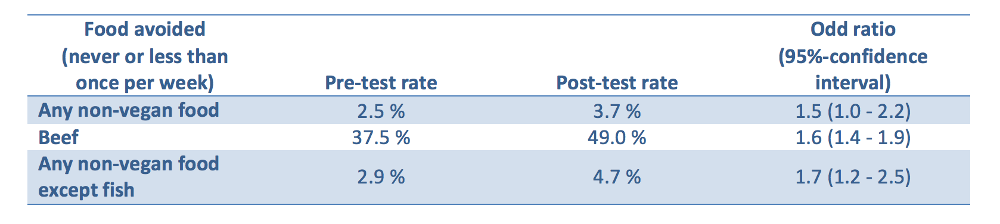 Food avoided
(never or less than
once per week)
Pre-test rate
Post-test rate
Odd ratio
(95%-confidence
interval)
Any non-vegan food 2.5 % 3.7 % 1.5 (1.0 - 2.2)
Beef 37.5 % 49.0 % 1.6 (1.4 - 1.9)
Any non-vegan food
except fish
2.9 % 4.7 % 1.7 (1.2 - 2.5)